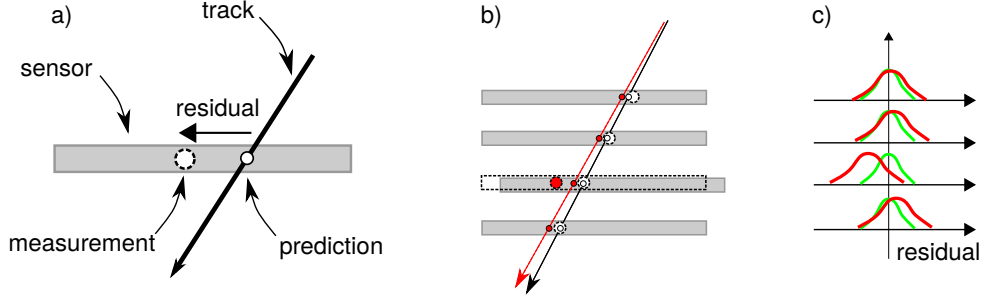 a)
track
sensor
residual
measurement
prediction
b)
c)
residual